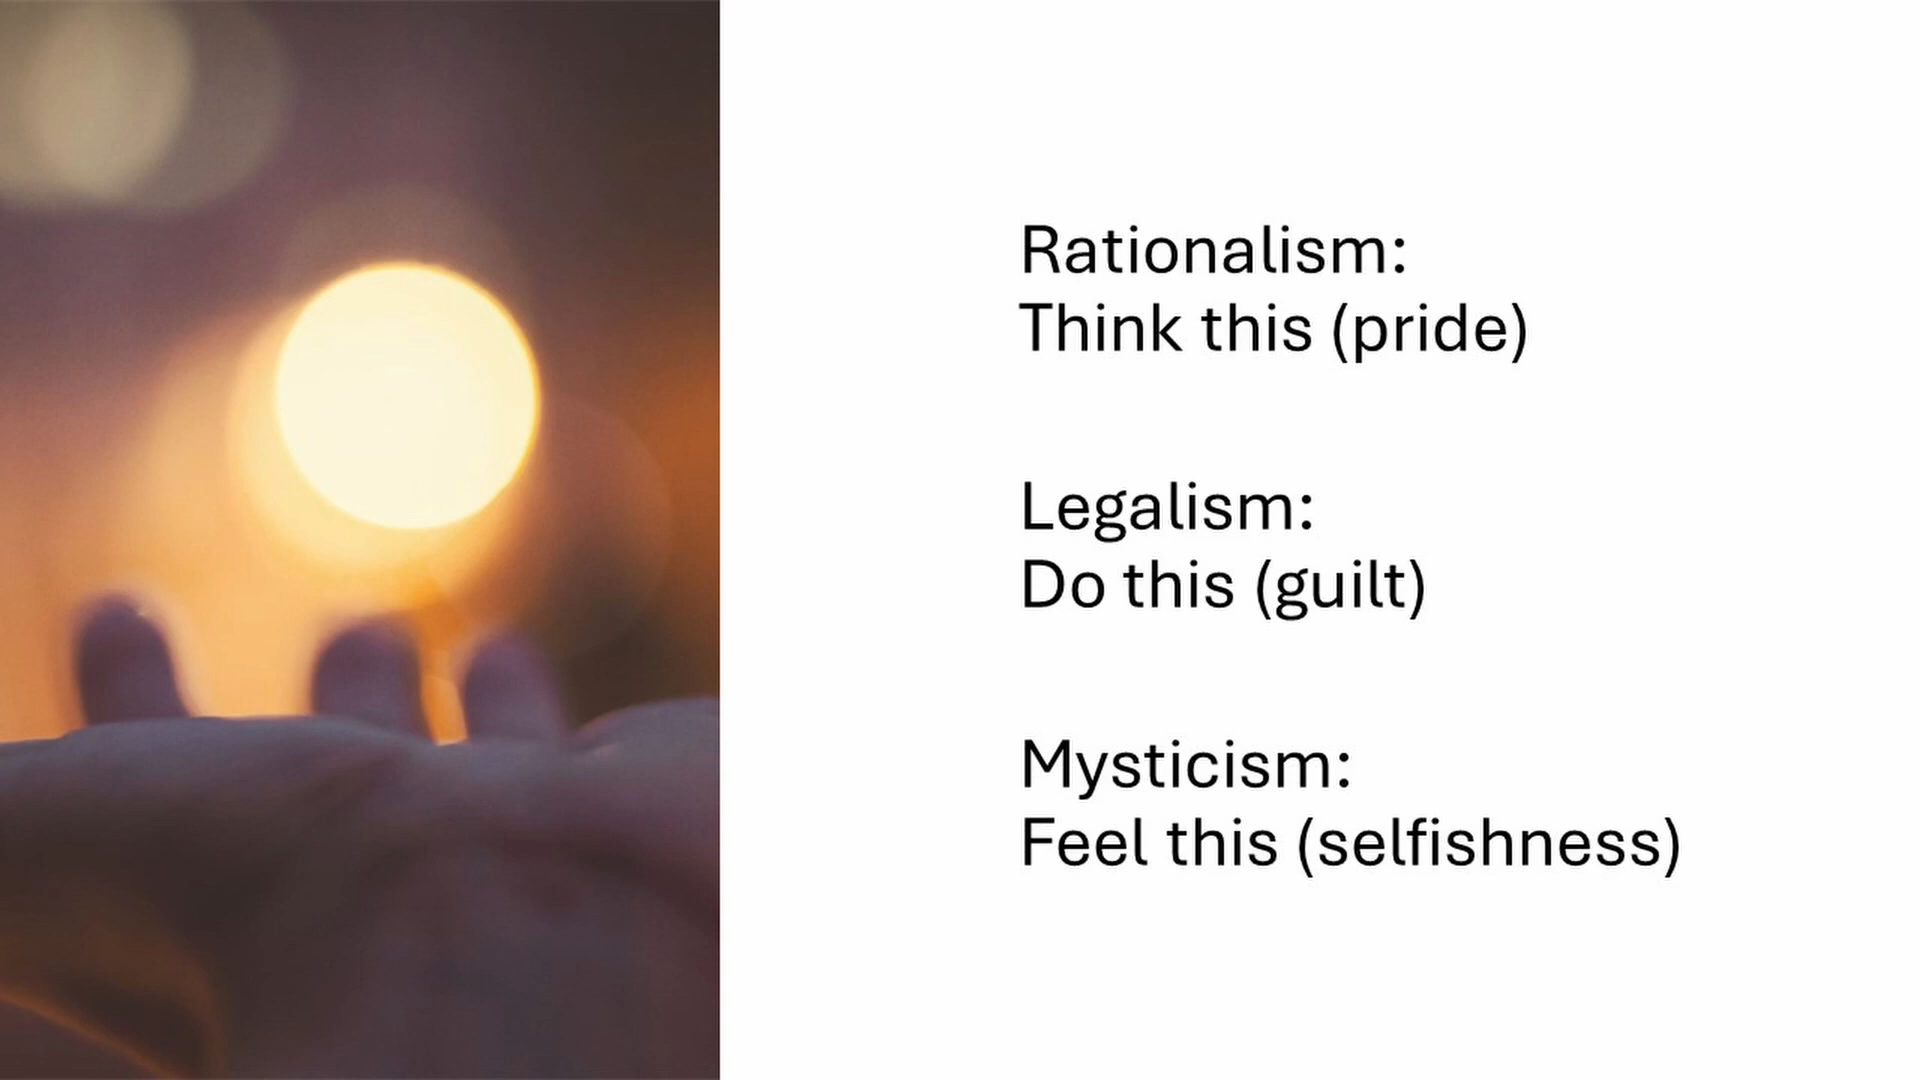 Rationalism:
Think this (pride)
Legalism:
Do this (guilt)
Mysticism:
Feel this (selfishness)